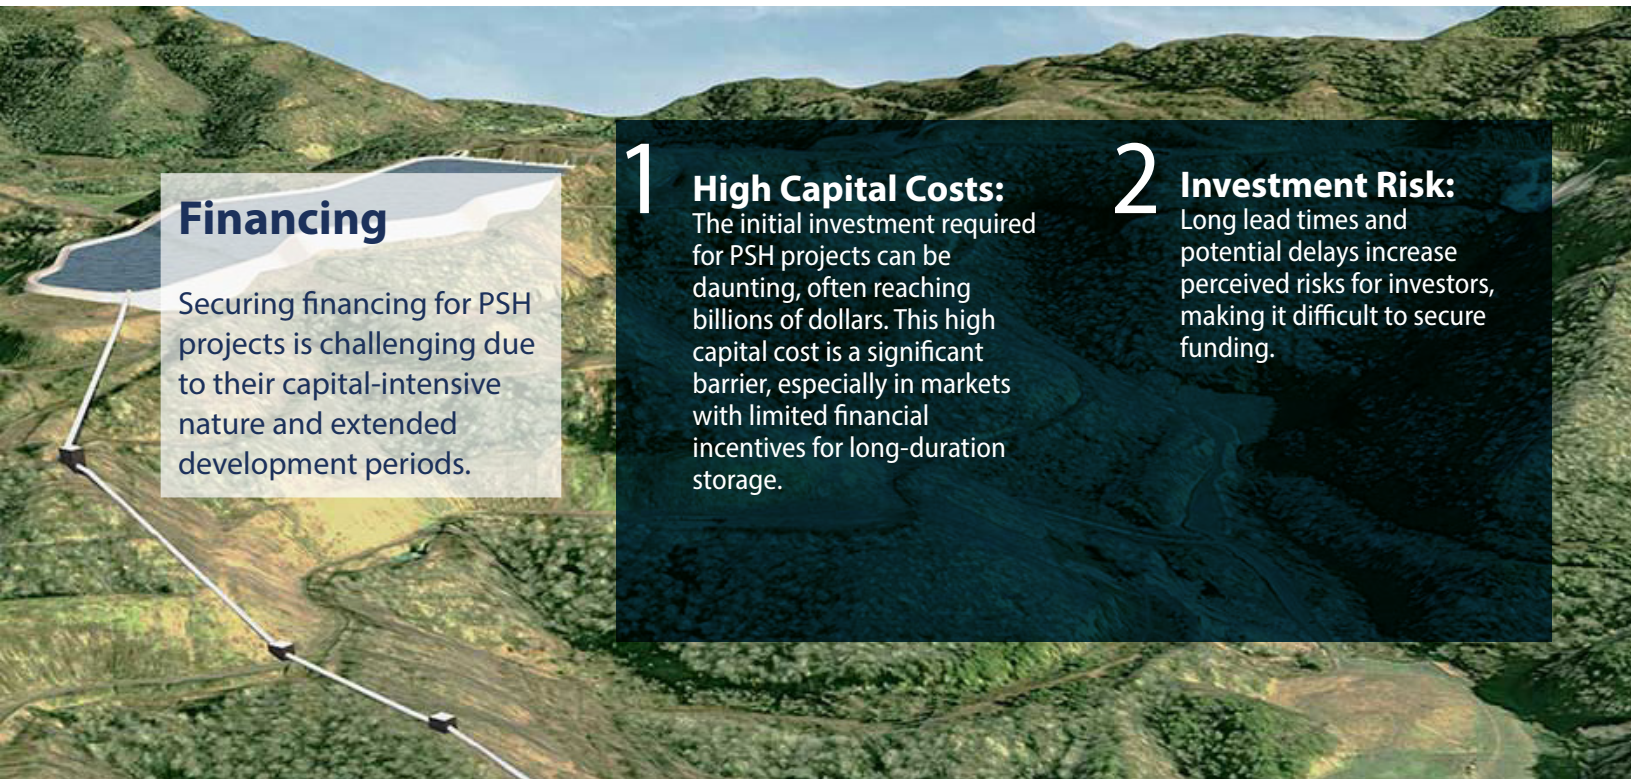 Financing
Securing financing for PSH
projects is challenging due
to their capital-intensive
nature and extended
development periods.
1
High Capital Costs:
The initial investment required
for PSH projects can be
daunting, often reaching
billions of dollars. This high
capital cost is a significant
barrier, especially in markets
with limited financial
incentives for long-duration
storage.
2
Investment Risk:
Long lead times and
potential delays increase
perceived risks for investors,
making it difficult to secure
funding.